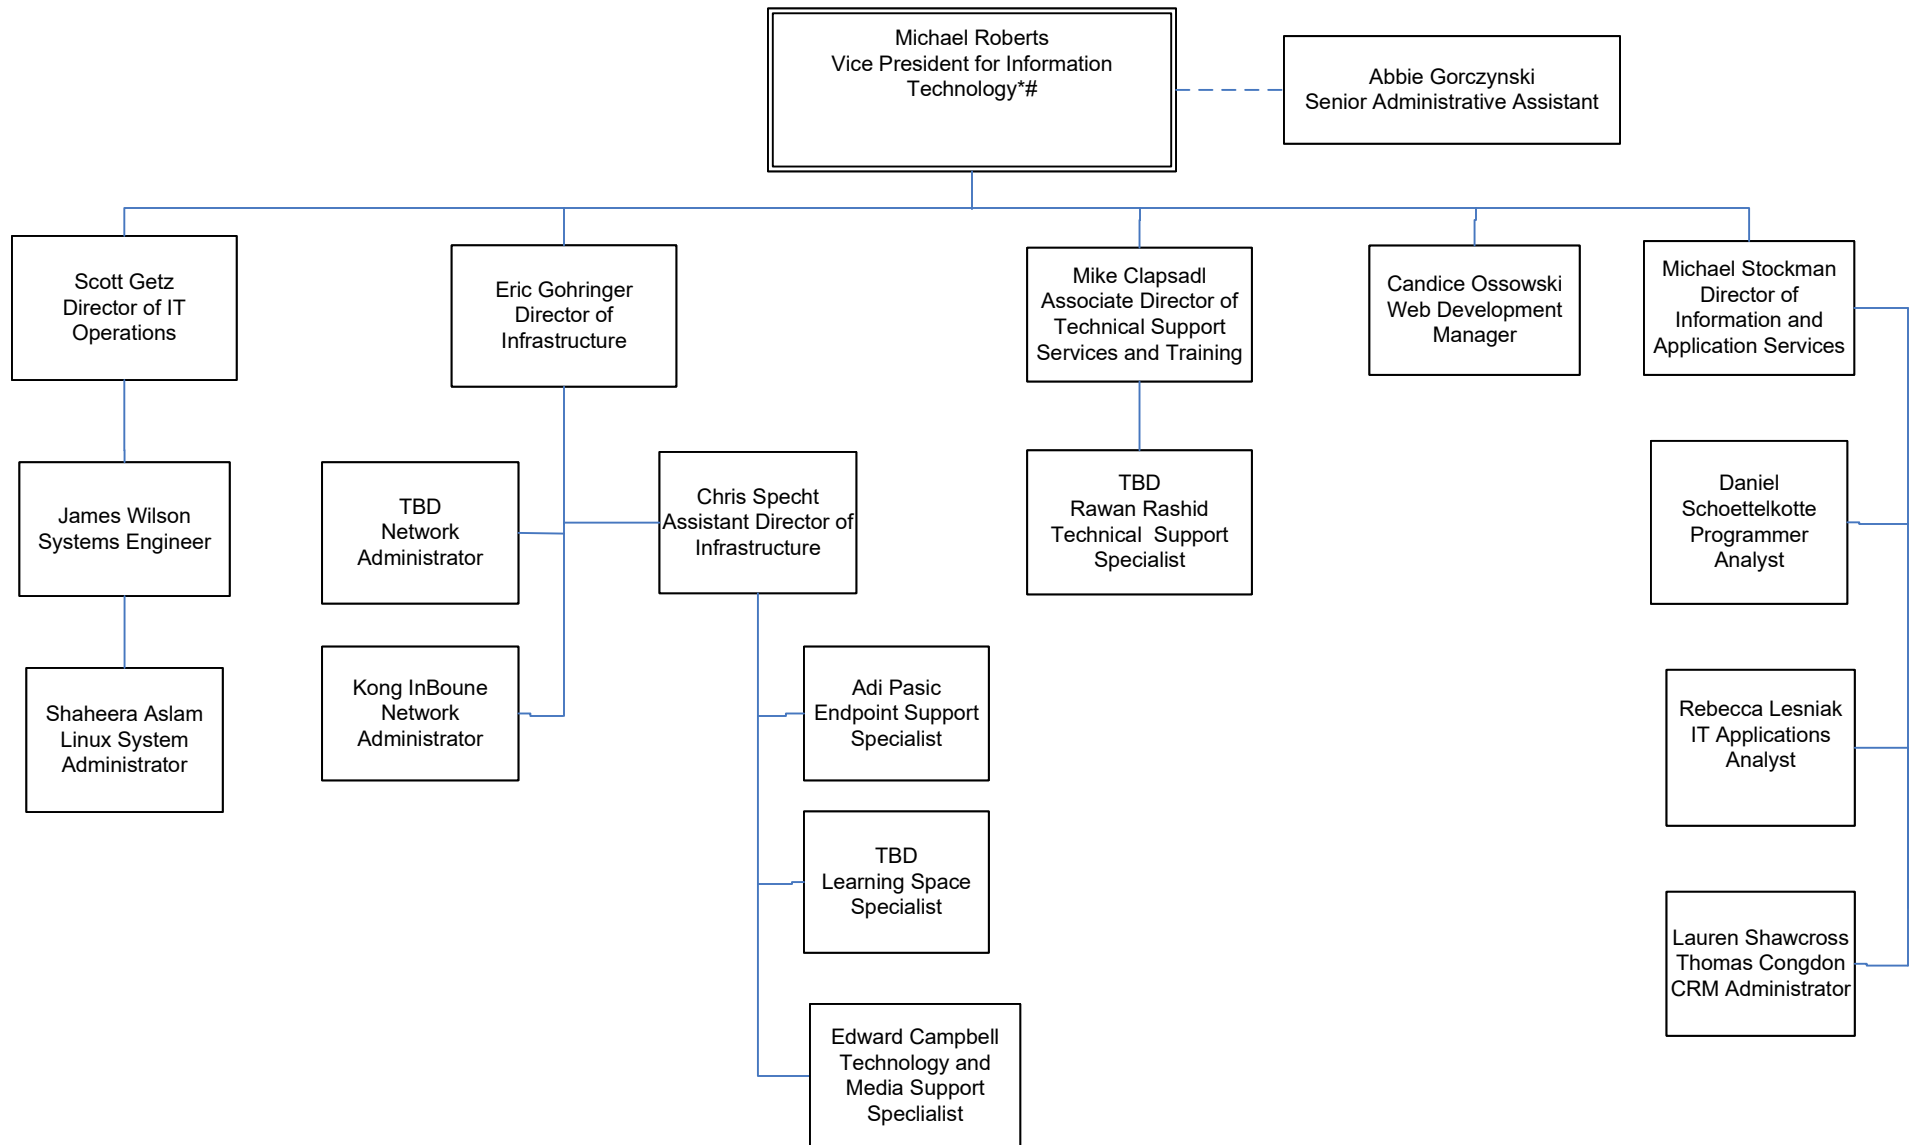 Michael Roberts
Vice President for Information
Technology*#
Abbie Gorczynski
Senior Administrative Assistant
Scott Getz
Director of IT
Operations
Eric Gohringer
Director of
Infrastructure
Mike Clapsadl
Associate Director of
Technical Support
Services and Training
Candice Ossowski
Web Development
Manager
Michael Stockman
Director of
Information and
Application Services
James Wilson
Systems Engineer
TBD
Network
Administrator
Chris Specht
Assistant Director of
Infrastructure
TBD
Rawan Rashid
Technical  Support
Specialist
Daniel
Schoettelkotte
Programmer
Analyst
Shaheera Aslam
Linux System
Administrator
Kong InBoune
Network
Administrator
Adi Pasic
Endpoint Support
Specialist
Rebecca Lesniak
IT Applications
Analyst
TBD
Learning Space
Specialist
Lauren Shawcross
Thomas Congdon
CRM Administrator
Edward Campbell
Technology and
Media Support
Speclialist